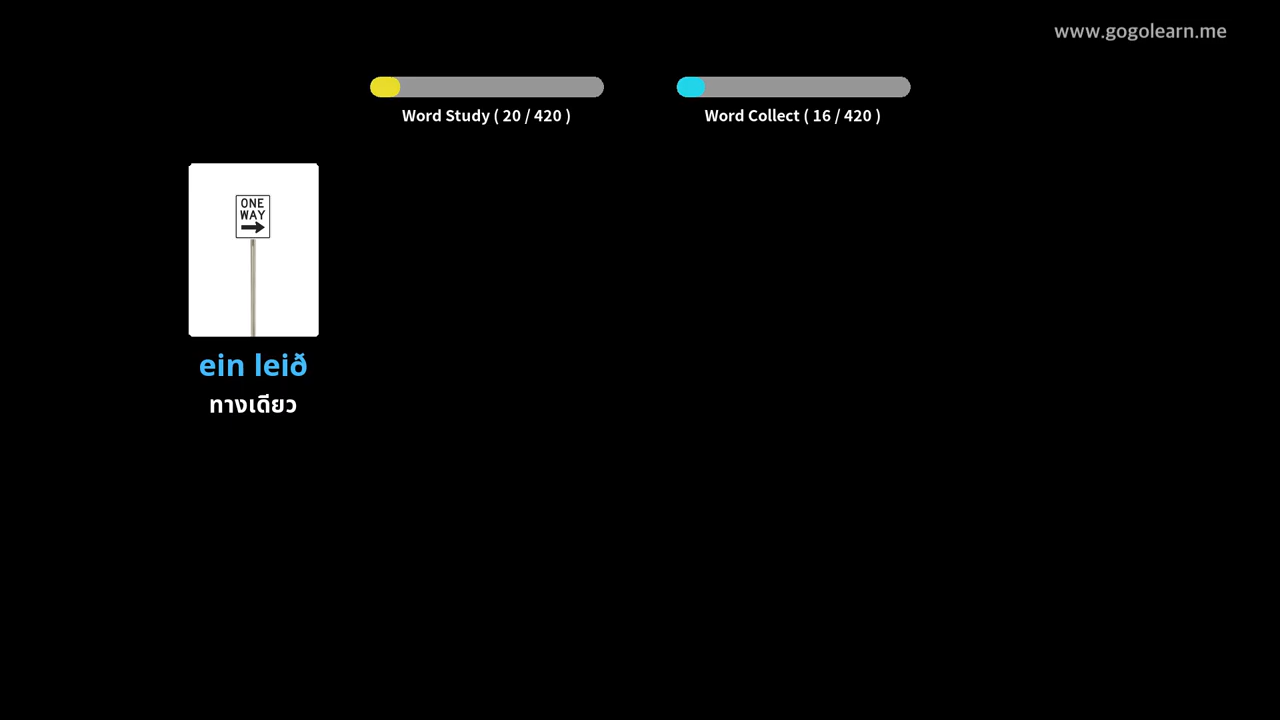 www.gogolearn.me
Word Study ( 20 / 420 )
Word Collect ( 16 / 420 )
ONE
WAY
ein leið
ทางเดียว